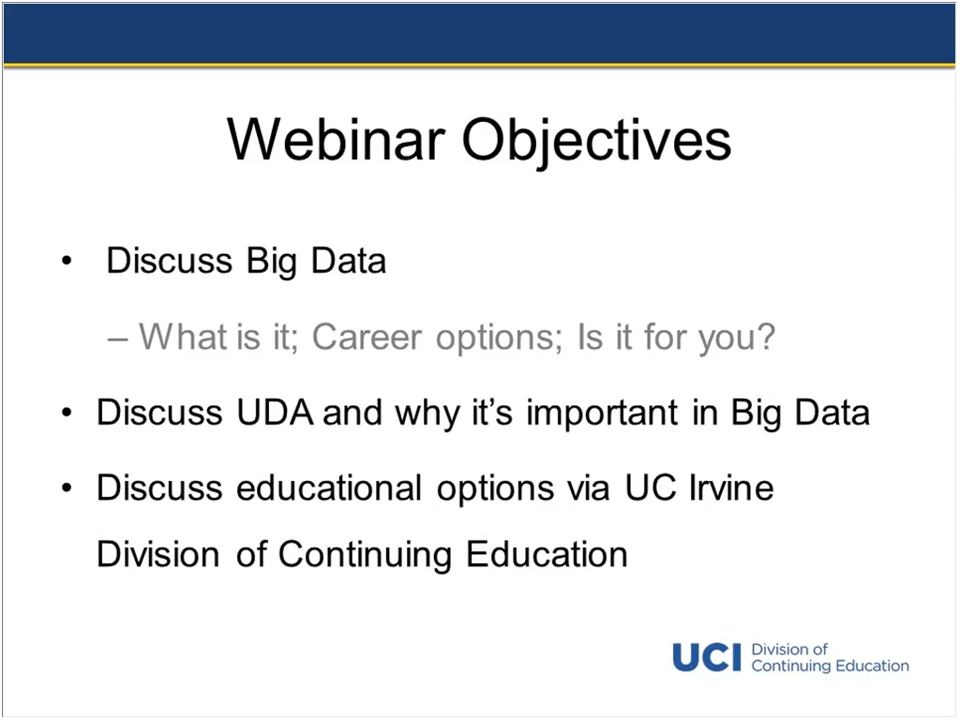 Webinar Objectives
• Discuss Big Data
– What is it; Career options; Is it for you?
• Discuss UDA and why it’s important in Big Data
• Discuss educational options via UC Irvine
Division of Continuing Education
UCI Division of
Continuing Education